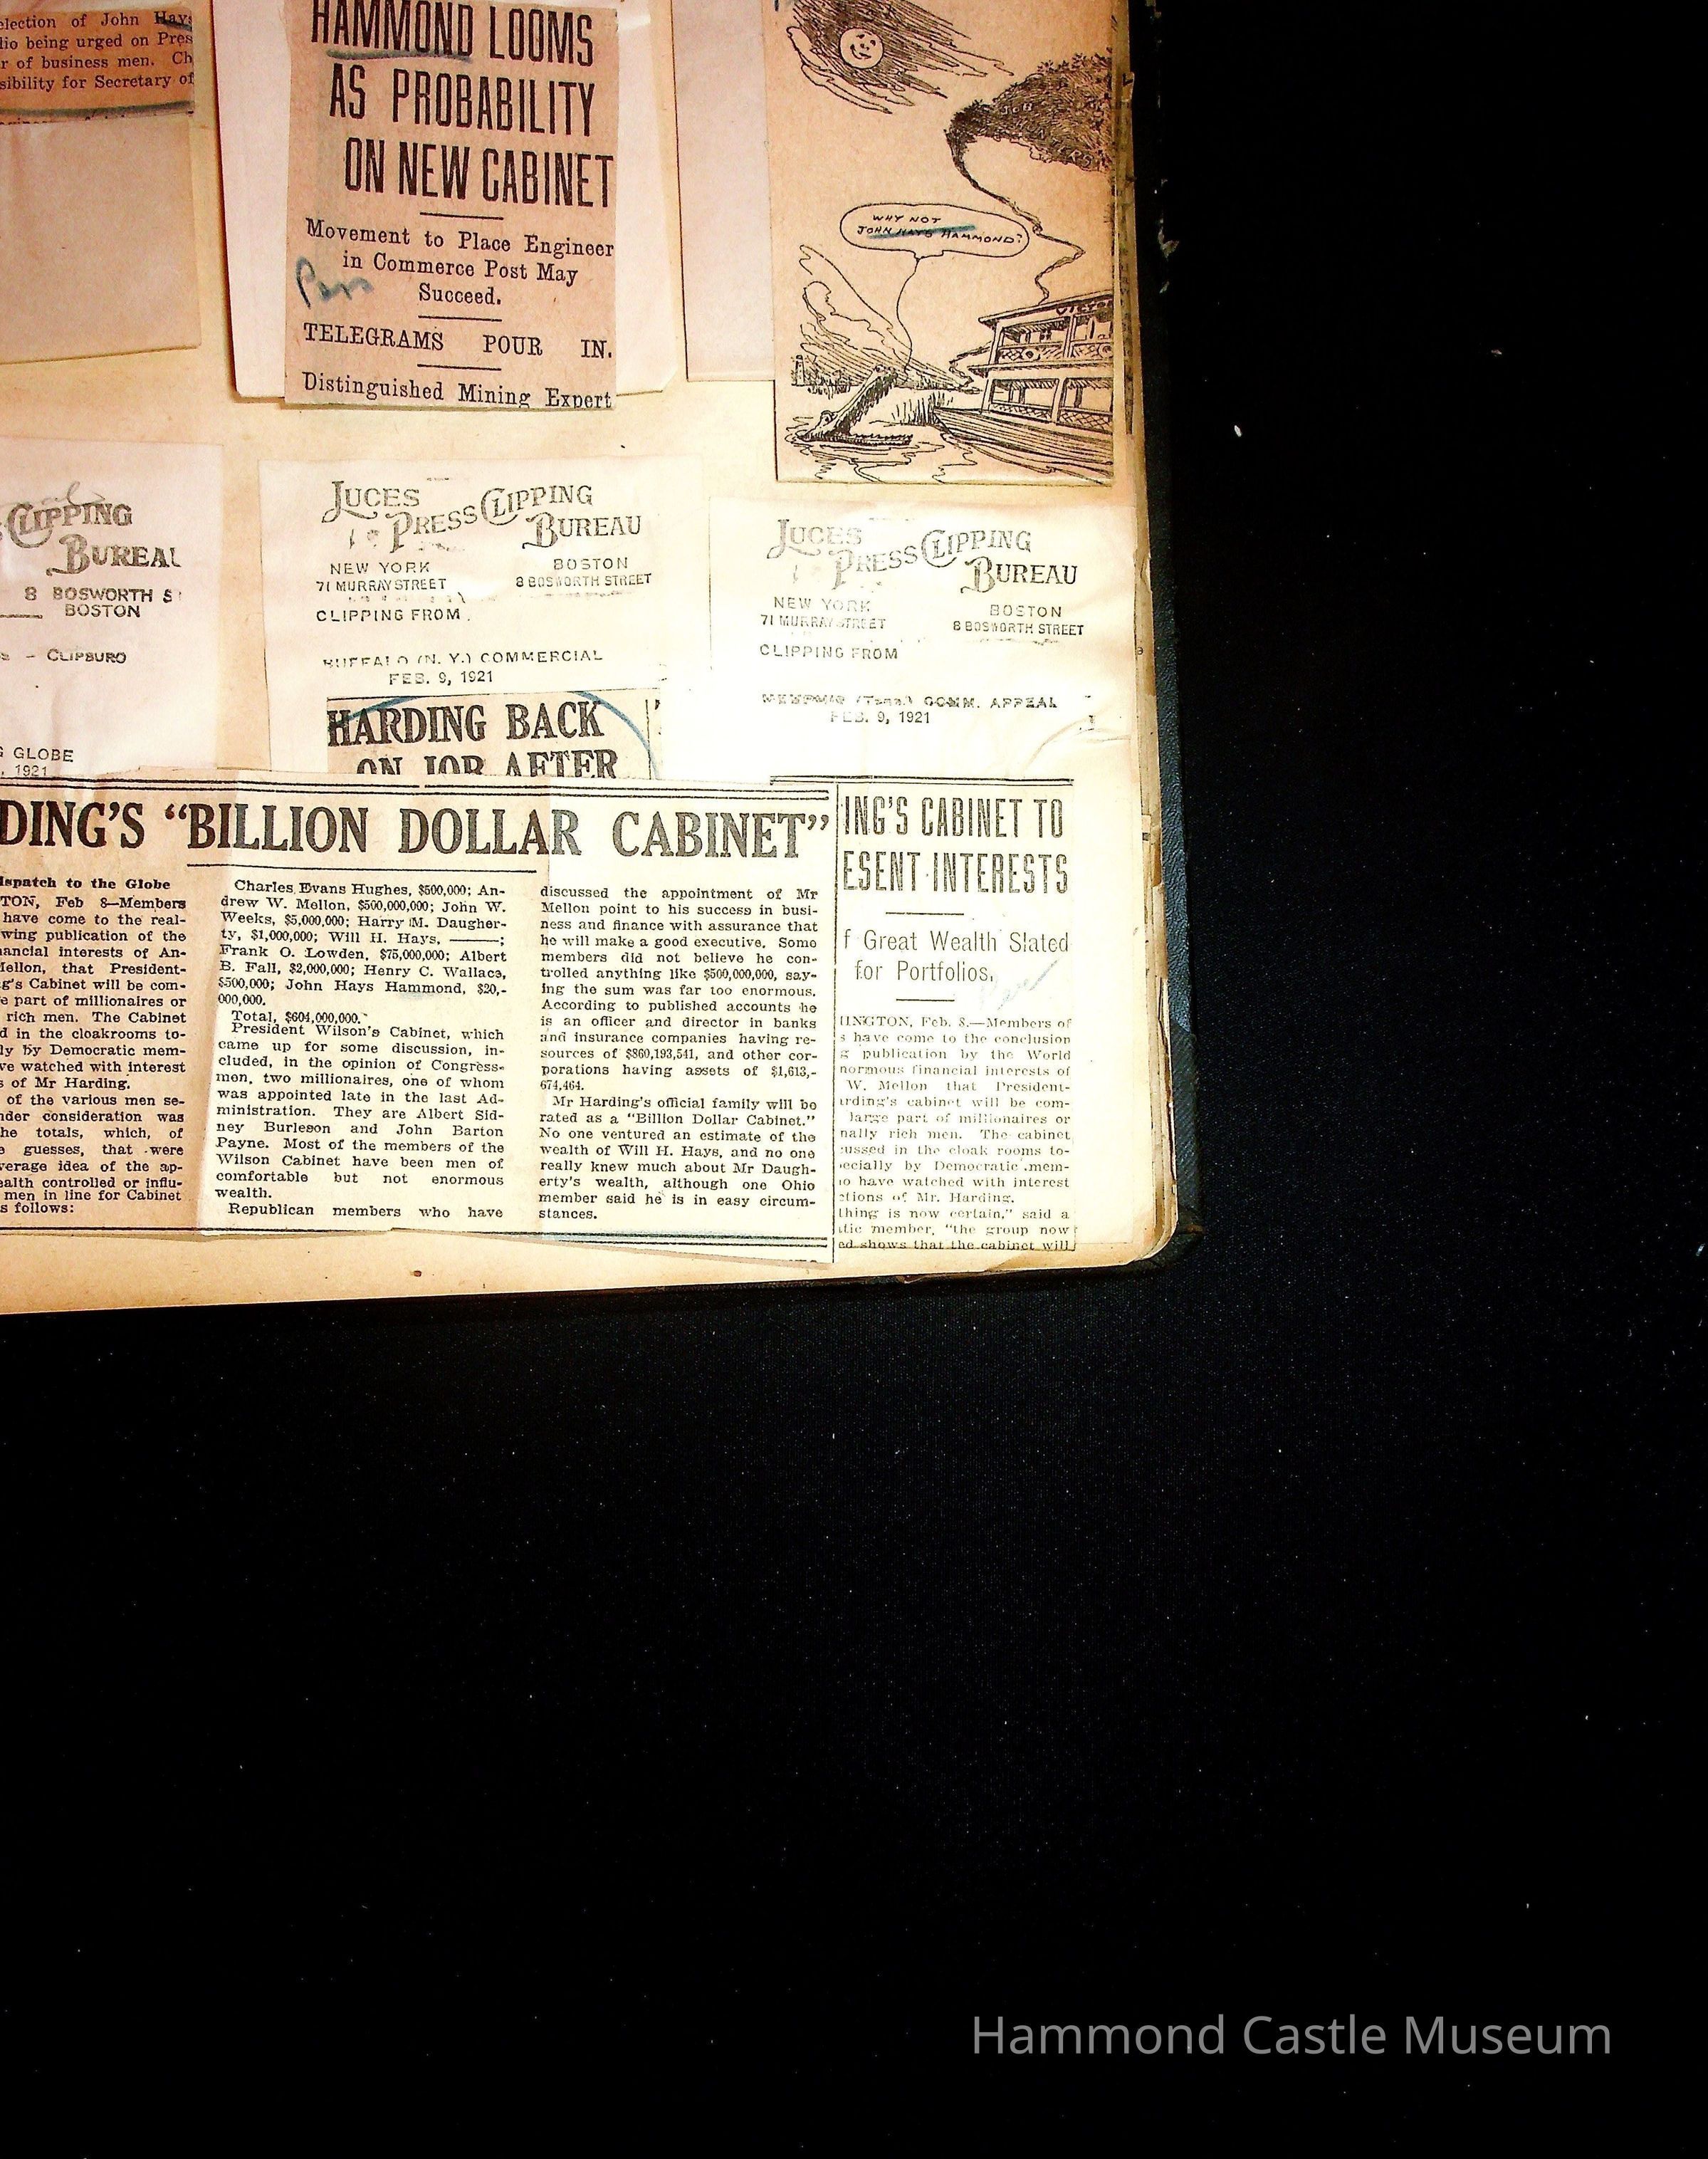 election of John Hays
dio being urged on Pres
r of business men. Ch
sibility for Secretary of
HAMMOND LOOMS
AS PROBABILITY
ON NEW CABINET
Movement to Place Engineer
in Commerce Post May
Succeed.
TELEGRAMS POUR IN.
Distinguished Mining Expert
WHY NOT
JOHN HAYS HAMMOND?
CLIPPING
BUREAU
8 BOSWORTH S
BOSTON
- CLIPBURO
GLOBE
, 1921
LUCES
PRESS CLIPPING
BUREAU
NEW YORK
BOSTON
71 MURRAY STREET
8 BOSWORTH STREET
CLIPPING FROM
BUFFALO (N. Y.) COMMERCIAL
FEB. 9, 1921
HARDING BACK
ON JOB AFTER
LUCES
PRESS CLIPPING
BUREAU
NEW YORK
BOSTON
71 MURRAY STREET
8 BOSWORTH STREET
CLIPPING FROM
MEMPHIS (Tenn.) COMM. APPEAL
FEB. 9, 1921
DING'S “BILLION DOLLAR CABINET”
ispatch to the Globe
TON, Feb 8—Members
have come to the real-
wing publication of the
nancial interests of An-
Mellon, that President-
g's Cabinet will be com-
e part of millionaires or
rich men. The Cabinet
d in the cloakrooms to-
ly by Democratic mem-
ve watched with interest
s of Mr Harding.
of the various men se-
nder consideration was
he totals, which, of
e guesses, that were
verage idea of the ap-
ealth controlled or influ-
men in line for Cabinet
s follows:
Charles Evans Hughes, $500,000; An-
drew W. Mellon, $500,000,000; John W.
Weeks, $5,000,000; Harry M. Daugher-
ty, $1,000,000; Will H. Hays, ———;
Frank O. Lowden, $75,000,000; Albert
B. Fall, $2,000,000; Henry C. Wallace,
$500,000; John Hays Hammond, $20,-
000,000.
Total, $604,000,000.
President Wilson's Cabinet, which
came up for some discussion, in-
cluded, in the opinion of Congress-
men, two millionaires, one of whom
was appointed late in the last Ad-
ministration. They are Albert Sid-
ney Burleson and John Barton
Payne. Most of the members of the
Wilson Cabinet have been men of
comfortable but not enormous
wealth.
Republican members who have
discussed the appointment of Mr
Mellon point to his success in busi-
ness and finance with assurance that
he will make a good executive. Some
members did not believe he con-
trolled anything like $500,000,000, say-
ing the sum was far too enormous.
According to published accounts he
is an officer and director in banks
and insurance companies having re-
sources of $860,193,541, and other cor-
porations having assets of $1,613,-
674,464.
Mr Harding's official family will be
rated as a “Billion Dollar Cabinet.”
No one ventured an estimate of the
wealth of Will H. Hays, and no one
really knew much about Mr Daugh-
erty's wealth, although one Ohio
member said he is in easy circum-
stances.
ING'S CABINET TO
ESENT INTERESTS
f Great Wealth Slated
for Portfolios.
INGTON, Feb. 8.—Members of
s have come to the conclusion
g publication by the World
normous financial interests of
W. Mellon that President-
arding's cabinet will be com-
large part of millionaires or
nally rich men. The cabinet
cussed in the cloak rooms to-
pecially by Democratic mem-
o have watched with interest
ctions of Mr. Harding.
thing is now certain," said a
tic member, "the group now
ed shows that the cabinet will
Hammond Castle Museum